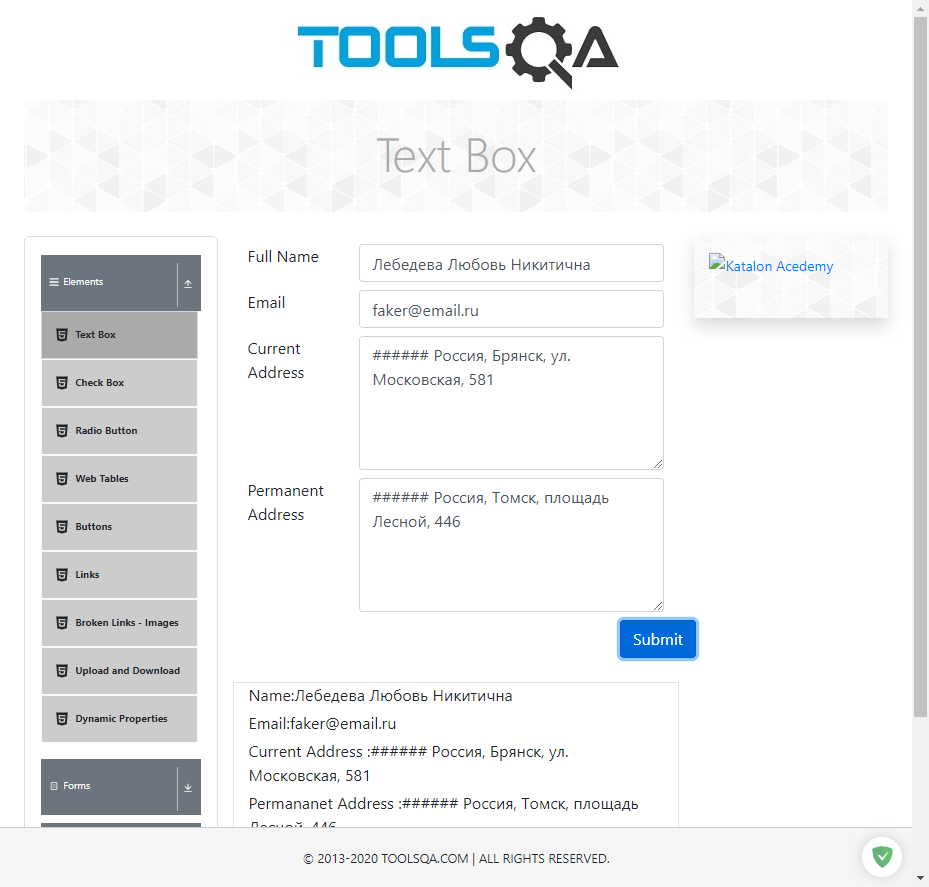 TOOLSQA
Text Box
Elements
Text Box
Check Box
Radio Button
Web Tables
Buttons
Links
Broken Links - Images
Upload and Download
Dynamic Properties
Forms
Full Name
Лебедева Любовь Никитична
Email
faker@email.ru
Current
Address
###### Россия, Брянск, ул.
Московская, 581
Permanent
Address
###### Россия, Томск, площадь
Лесной, 446
Submit
Name:Лебедева Любовь Никитична
Email:faker@email.ru
Current Address :###### Россия, Брянск, ул.
Московская, 581
Permananet Address :###### Россия, Томск, площадь
Лесной, 446
Katalon Acedemy
© 2013-2020 TOOLSQA.COM | ALL RIGHTS RESERVED.